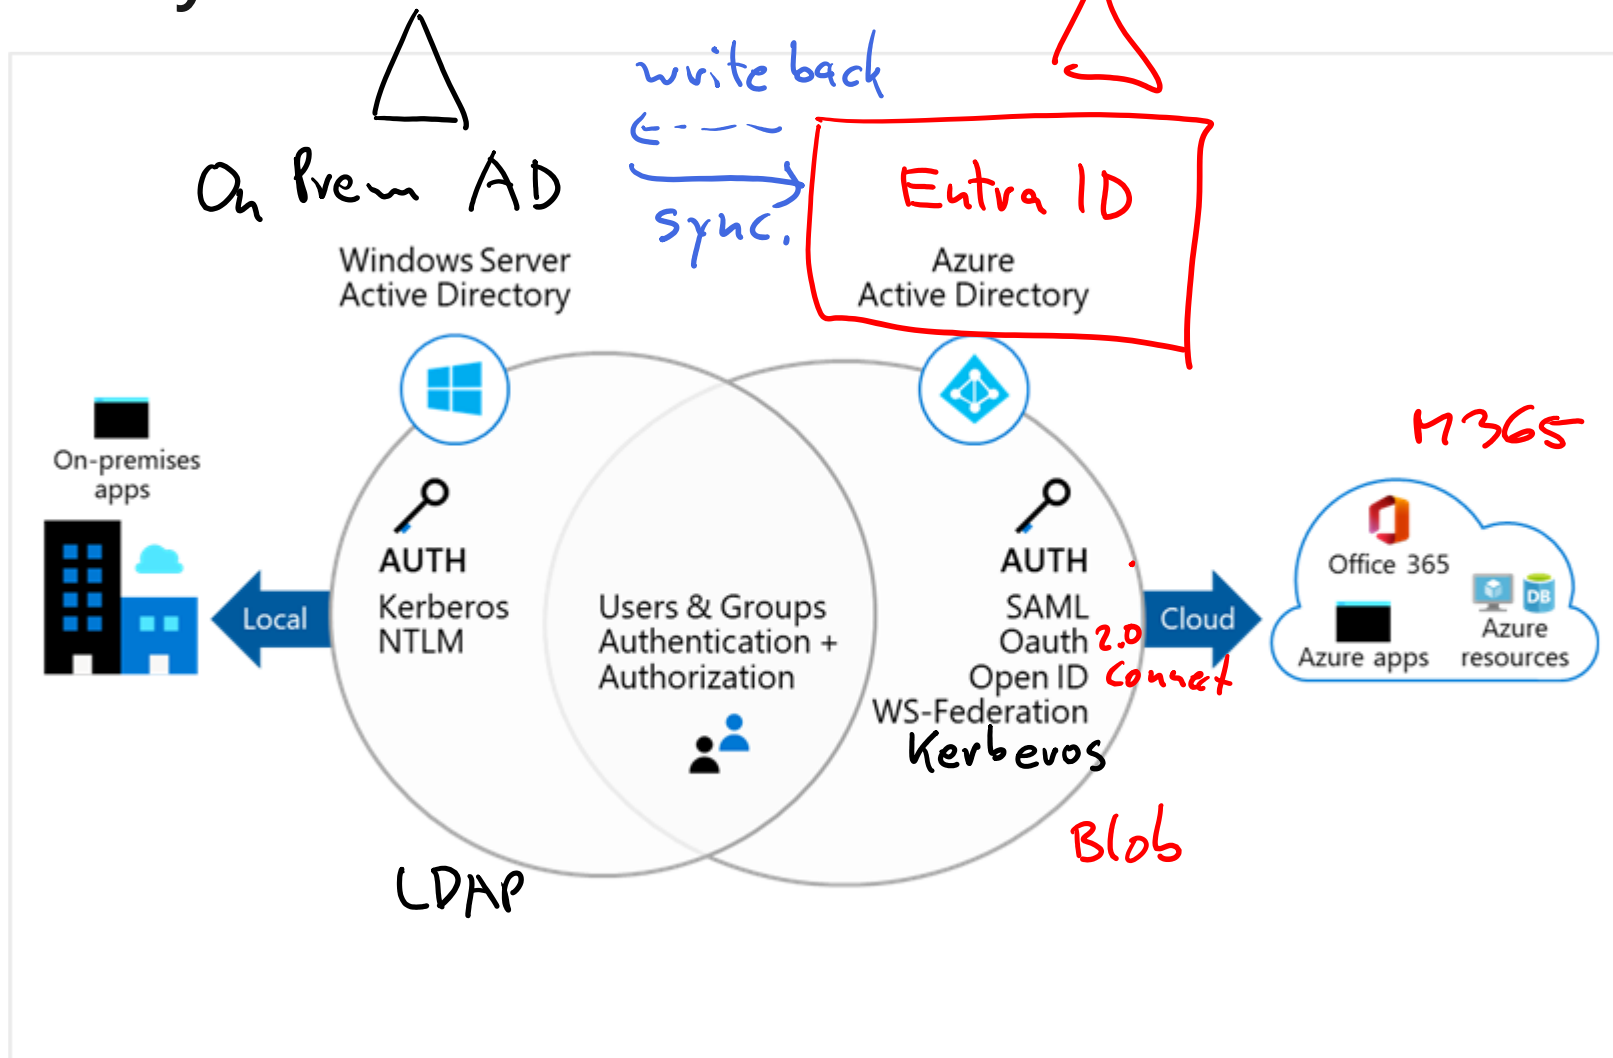 write back
On Prem AD
sync.
Entra ID
Windows Server
Active Directory
Azure
Active Directory
On-premises
apps
M365
AUTH
Kerberos
NTLM
Local
Users & Groups
Authentication +
Authorization
AUTH
SAML
Oauth 2.0
Open ID Connect
WS-Federation
Kerberos
Cloud
Office 365
DB
Azure apps
Azure
resources
Blob
LDAP